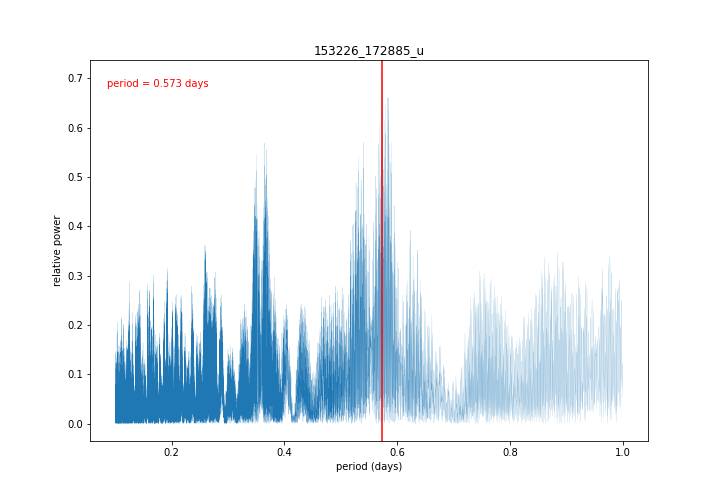 153226_172885_u
period = 0.573 days
relative power
0.7
0.6
0.5
0.4
0.3
0.2
0.1
0.0
0.2 0.4 0.6 0.8 1.0
period (days)